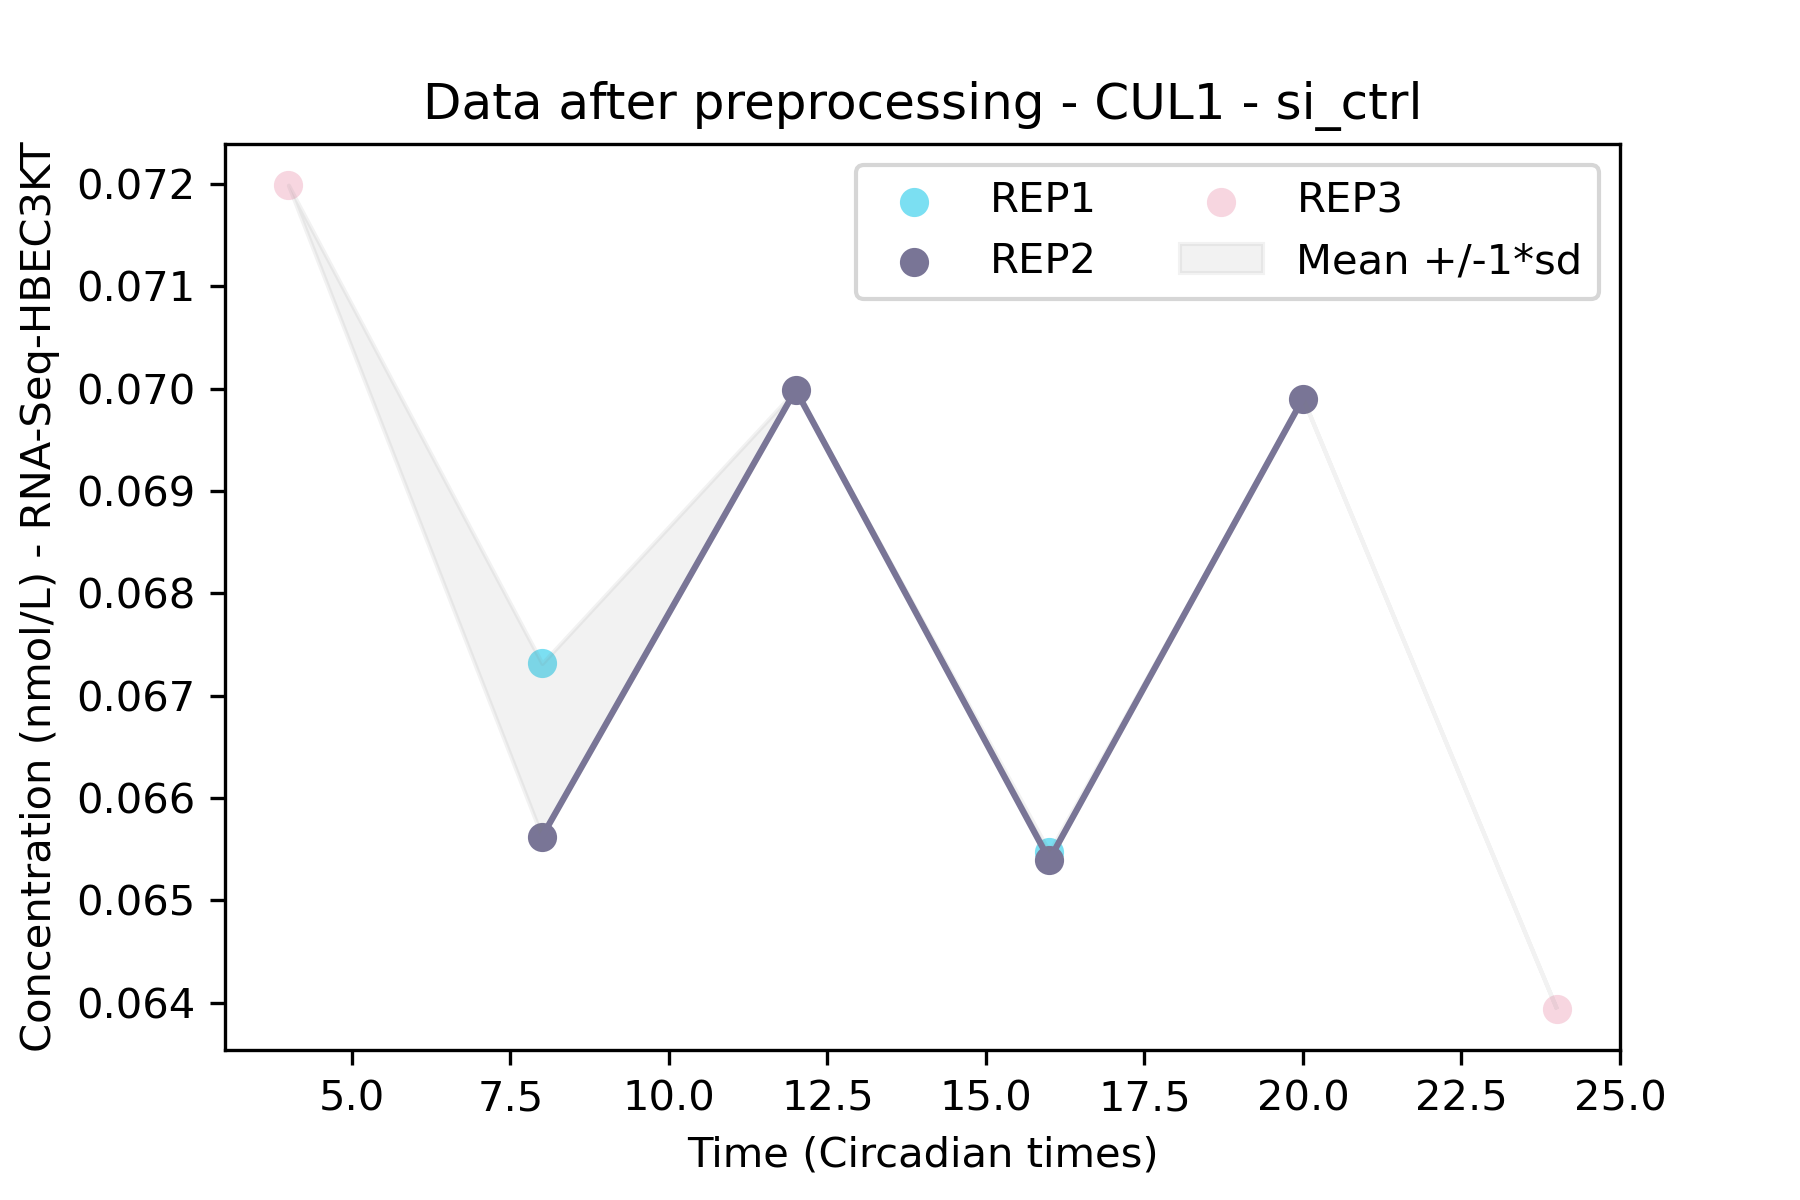 Data after preprocessing - CUL1 - si_ctrl
Concentration (nmol/L) - RNA-Seq-HBEC3KT
0.072
0.071
0.070
0.069
0.068
0.067
0.066
0.065
0.064
REP1
REP2
REP3
Mean +/-1*sd
5.0 7.5 10.0 12.5 15.0 17.5 20.0 22.5 25.0
Time (Circadian times)